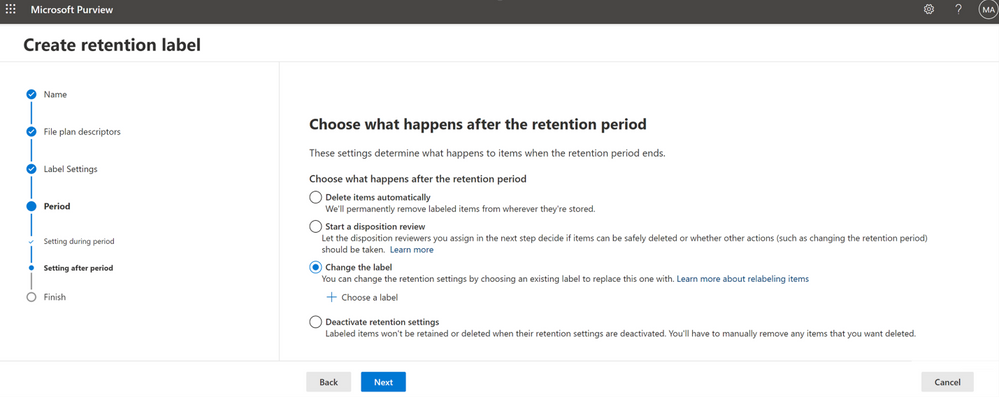 Microsoft Purview
?
MA
Create retention label
Name
File plan descriptors
Label Settings
Period
Setting during period
Setting after period
Finish
Choose what happens after the retention period
These settings determine what happens to items when the retention period ends.
Choose what happens after the retention period
Delete items automatically
We'll permanently remove labeled items from wherever they're stored.
Start a disposition review
Let the disposition reviewers you assign in the next step decide if items can be safely deleted or whether other actions (such as changing the retention period)
should be taken. Learn more
Change the label
You can change the retention settings by choosing an existing label to replace this one with. Learn more about relabeling items
+ Choose a label
Deactivate retention settings
Labeled items won't be retained or deleted when their retention settings are deactivated. You'll have to manually remove any items that you want deleted.
Back
Next
Cancel